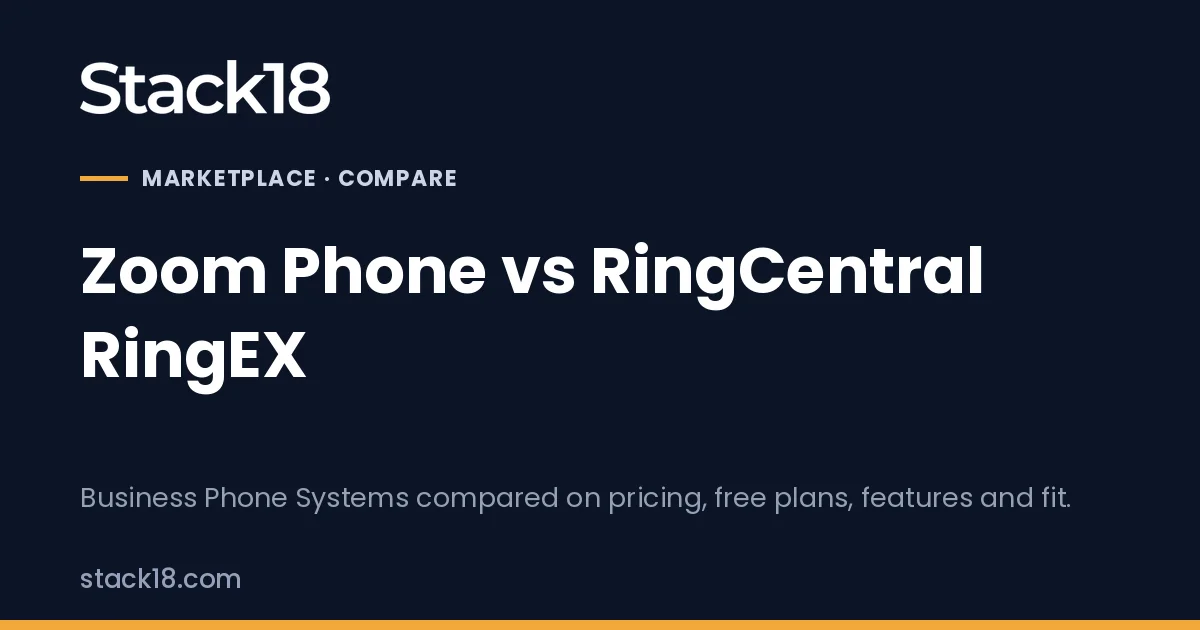 Stack18
MARKETPLACE · COMPARE
Zoom Phone vs RingCentral
RingEX
Business Phone Systems compared on pricing, free plans, features and fit.
stack18.com